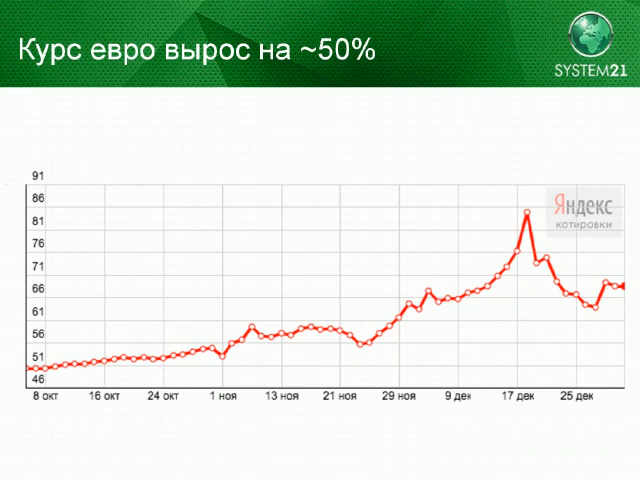 Курс евро вырос на ~50%
SYSTEM21
91
86
81
76
71
66
61
56
51
46
Яндекс
котировки
8 окт 16 окт 24 окт 1 ноя 13 ноя 21 ноя 29 ноя 9 дек 17 дек 25 дек